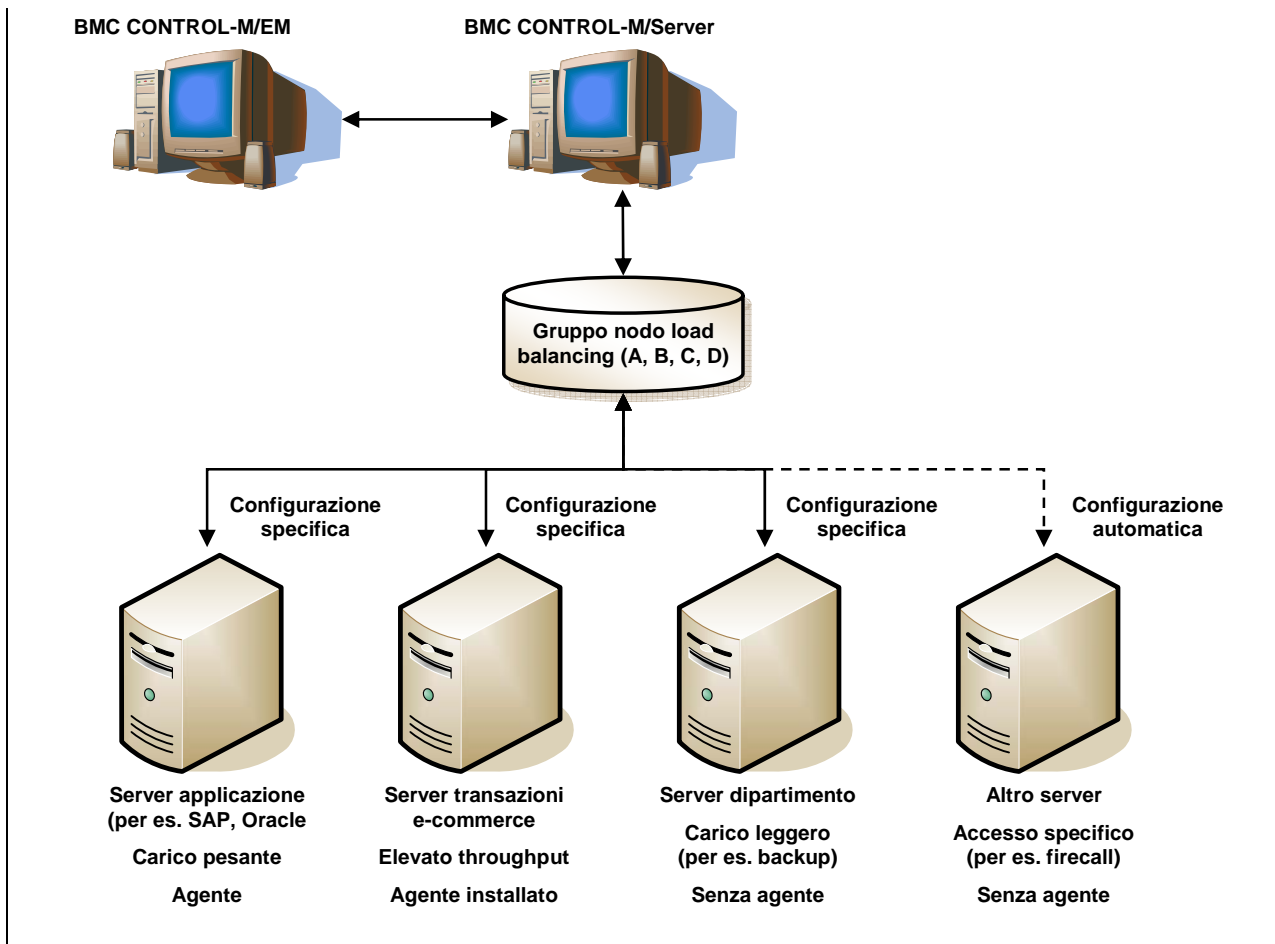 BMC CONTROL-M/EM
BMC CONTROL-M/Server
Gruppo nodo load
balancing (A, B, C, D)
Configurazione
specifica
Configurazione
specifica
Configurazione
specifica
Configurazione
automatica
Server applicazione
(per es. SAP, Oracle
Carico pesante
Agente
Server transazioni
e-commerce
Elevato throughput
Agente installato
Server dipartimento
Carico leggero
(per es. backup)
Senza agente
Altro server
Accesso specifico
(per es. firecall)
Senza agente